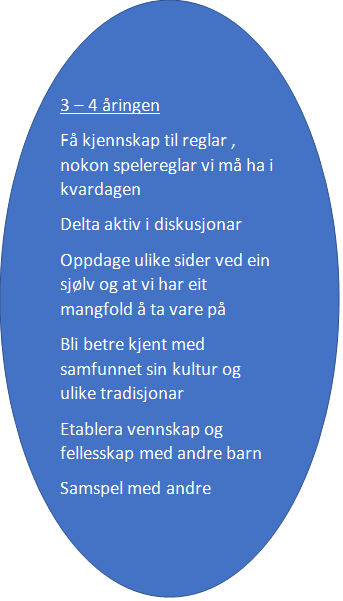 3 – 4 åringen
Få kjennskap til reglar ,
nokon spelereglar vi må ha i
kvardagen
Delta aktiv i diskusjonar
Oppdage ulike sider ved ein
sjølv og at vi har eit
mangfold å ta vare på
Bli betre kjent med
samfunnet sin kultur og
ulike tradisjonar
Etablera vennskap og
fellesskap med andre barn
Samspel med andre